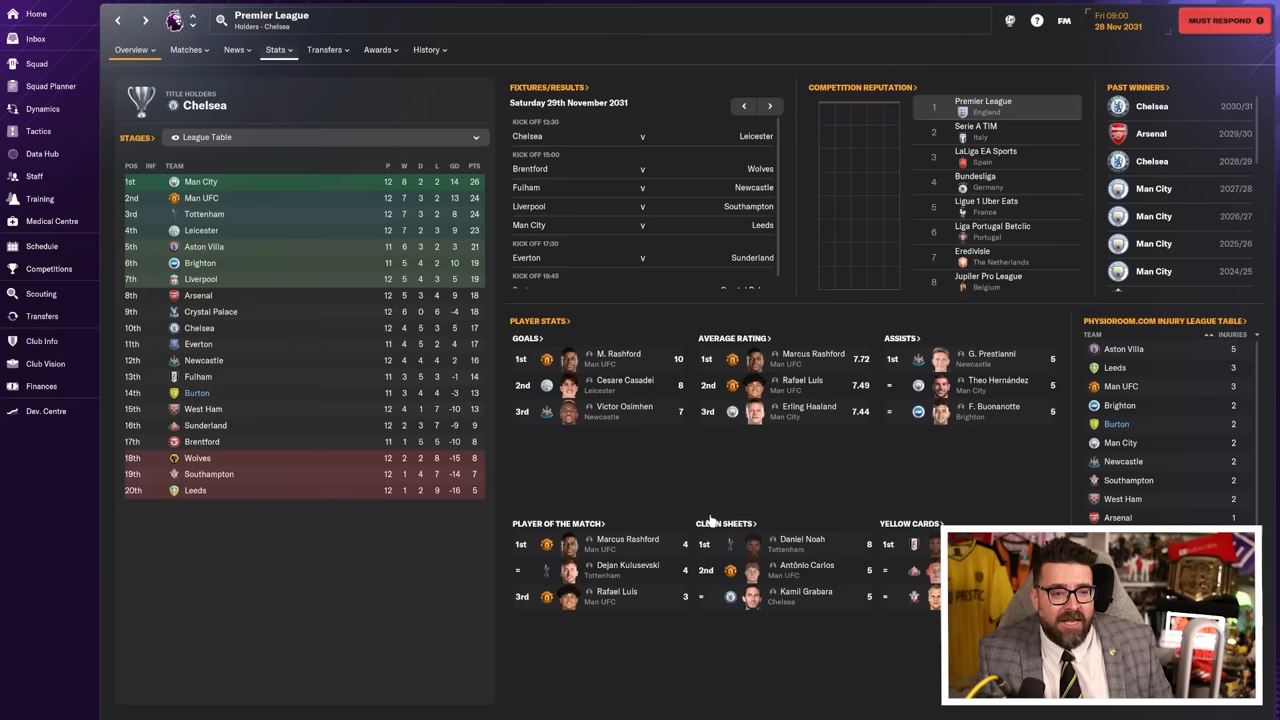 Home
Inbox
Squad
Squad Planner
Dynamics
Tactics
Data Hub
Staff
Training
Medical Centre
Schedule
Competitions
Scouting
Transfers
Club Info
Club Vision
Finances
Dev. Centre
Premier League
Holders - Chelsea
FM
Fri 09:00
28 Nov 2031
MUST RESPOND
Overview
Matches
News
Stats
Transfers
Awards
History
TITLE HOLDERS
Chelsea
STAGES
League Table
POS INF TEAM P W D L GD PTS
1st Man City 12 8 2 2 14 26
2nd Man UFC 12 7 3 2 13 24
3rd Tottenham 12 7 3 2 8 24
4th Leicester 12 7 2 3 9 23
5th Aston Villa 11 6 3 2 3 21
6th Brighton 11 5 4 2 10 19
7th Liverpool 12 5 4 3 5 19
8th Arsenal 12 5 3 4 9 18
9th Crystal Palace 12 6 0 6 -4 18
10th Chelsea 12 4 5 3 5 17
11th Everton 11 4 5 2 4 17
12th Newcastle 12 4 4 4 2 16
13th Fulham 11 3 5 3 -1 14
14th Burton 11 3 4 4 -3 13
15th West Ham 12 4 1 7 -10 13
16th Sunderland 12 2 3 7 -9 9
17th Brentford 11 1 5 5 -10 8
18th Wolves 12 2 2 8 -15 8
19th Southampton 12 1 4 7 -14 7
20th Leeds 12 1 2 9 -16 5
FIXTURES/RESULTS
Saturday 29th November 2031
KICK OFF 12:30
Chelsea v Leicester
KICK OFF 15:00
Brentford v Wolves
Fulham v Newcastle
Liverpool v Southampton
Man City v Leeds
KICK OFF 17:30
Everton v Sunderland
KICK OFF 19:45
COMPETITION REPUTATION
1 Premier League
England
2 Serie A TIM
Italy
3 LaLiga EA Sports
Spain
4 Bundesliga
Germany
5 Ligue 1 Uber Eats
France
6 Liga Portugal Betclic
Portugal
7 Eredivisie
The Netherlands
8 Jupiler Pro League
Belgium
PAST WINNERS
Chelsea 2030/31
Arsenal 2029/30
Chelsea 2028/29
Man City 2027/28
Man City 2026/27
Man City 2025/26
Man City 2024/25
PLAYER STATS
GOALS
1st M. Rashford 10
Man UFC
2nd Cesare Casadei 8
Leicester
3rd Victor Osimhen 7
Newcastle
AVERAGE RATING
1st Marcus Rashford 7.72
Man UFC
2nd Rafael Luís 7.49
Man UFC
3rd Erling Haaland 7.44
Man City
ASSISTS
1st G. Prestianni 5
Newcastle
= Theo Hernández 5
Man City
= F. Buonanotte 5
Brighton
PLAYER OF THE MATCH
1st Marcus Rashford 4
Man UFC
= Dejan Kulusevski 4
Tottenham
3rd Rafael Luís 3
Man UFC
SHEETS
1st Daniel Noah 8
Tottenham
2nd Antônio Carlos 5
Man UFC
= Kamil Grabara 5
Chelsea
YELLOW CARDS
1st
=
=
PHYSIOROOM.COM INJURY LEAGUE TABLE
TEAM INJURIES
Aston Villa 5
Leeds 3
Man UFC 3
Brighton 2
Burton 2
Man City 2
Newcastle 2
Southampton 2
West Ham 2
Arsenal 1
PRESTEC